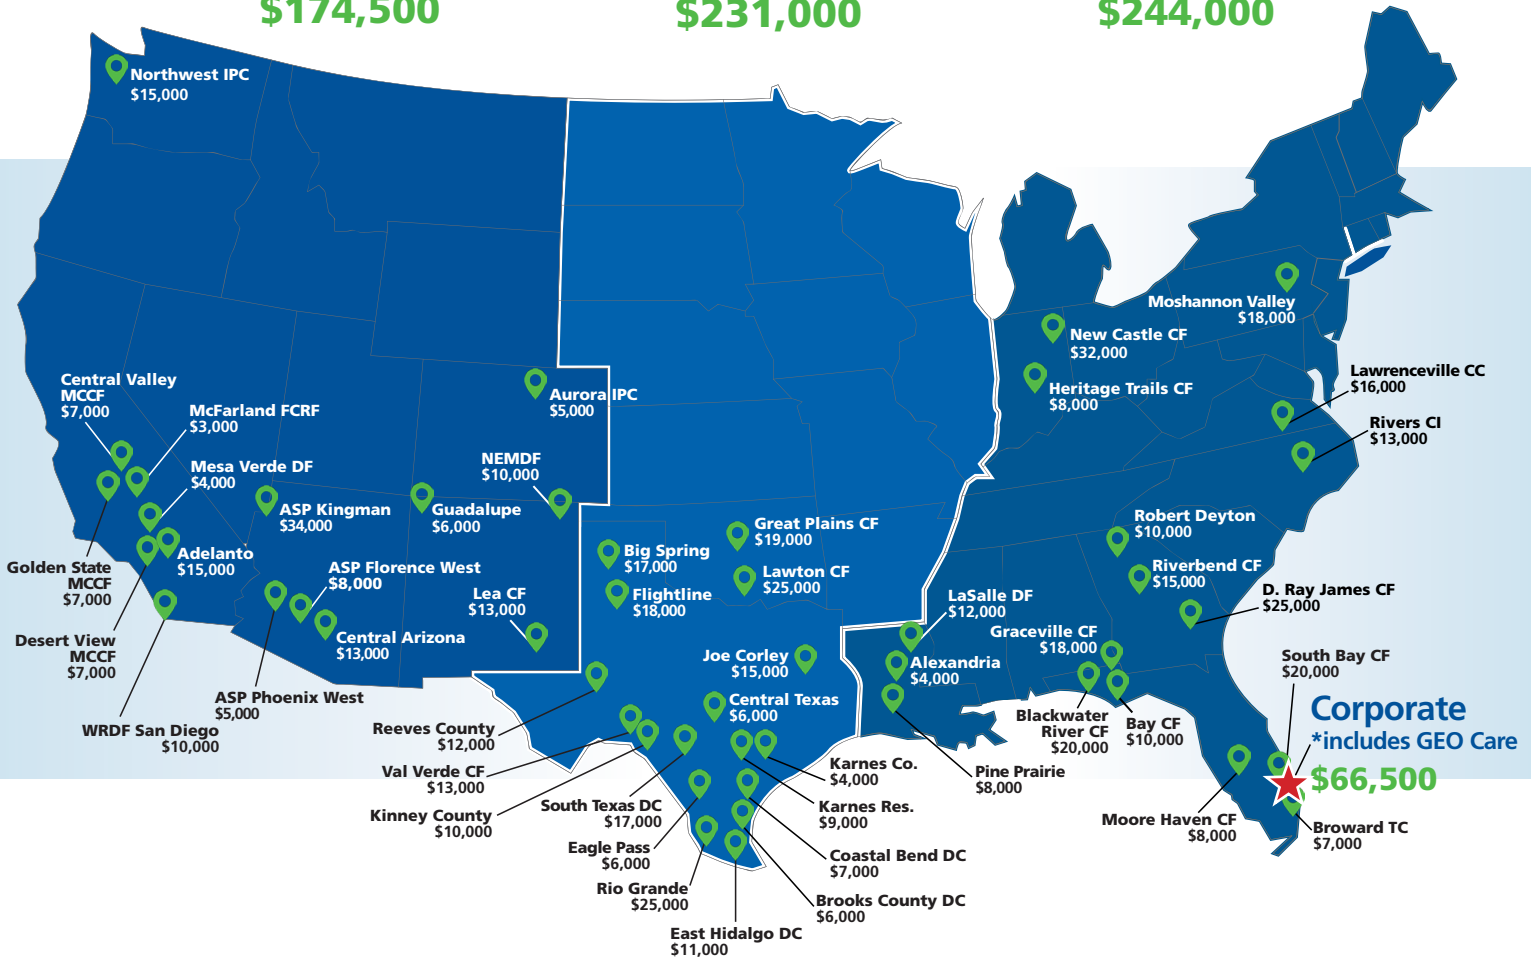 $174,500
$231,000
$244,000
Northwest IPC
$15,000
Central Valley
MCCF
$7,000
McFarland FCRF
$3,000
Mesa Verde DF
$4,000
Golden State
MCCF
$7,000
Adelanto
$15,000
Desert View
MCCF
$7,000
WRDF San Diego
$10,000
ASP Kingman
$34,000
ASP Florence West
$8,000
Central Arizona
$13,000
ASP Phoenix West
$5,000
Guadalupe
$6,000
NEMDF
$10,000
Aurora IPC
$5,000
Lea CF
$13,000
Big Spring
$17,000
Flightline
$18,000
Great Plains CF
$19,000
Lawton CF
$25,000
Joe Corley
$15,000
Central Texas
$6,000
Reeves County
$12,000
Val Verde CF
$13,000
Kinney County
$10,000
South Texas DC
$17,000
Eagle Pass
$6,000
Rio Grande
$25,000
East Hidalgo DC
$11,000
Karnes Co.
$4,000
Karnes Res.
$9,000
Coastal Bend DC
$7,000
Brooks County DC
$6,000
Moshannon Valley
$18,000
New Castle CF
$32,000
Heritage Trails CF
$8,000
Lawrenceville CC
$16,000
Rivers CI
$13,000
Robert Deyton
$10,000
Riverbend CF
$15,000
D. Ray James CF
$25,000
LaSalle DF
$12,000
Alexandria
$4,000
Pine Prairie
$8,000
Graceville CF
$18,000
Blackwater
River CF
$20,000
Bay CF
$10,000
South Bay CF
$20,000
Corporate
*includes GEO Care
$66,500
Moore Haven CF
$8,000
Broward TC
$7,000